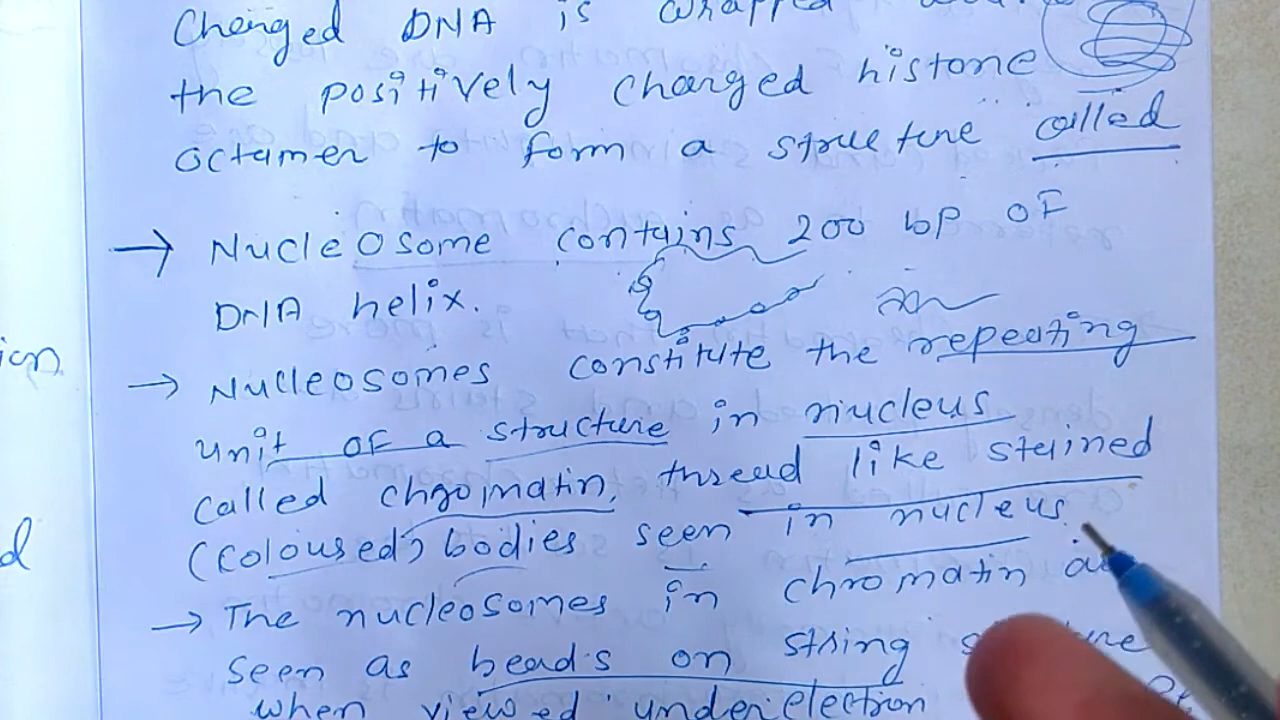 Charged DNA is wrapped
the positively charged histone
octamer to form a structure called
→ Nucleosome contains 200 bp OF
DNA helix.
→ Nucleosomes constitute the repeating
unit OF a structure in nucleus
called chromatin, thread like stained
(coloured) bodies seen in nucleus.
→ The nucleosomes in chromatin
seen as beads on string
when viewed under electron